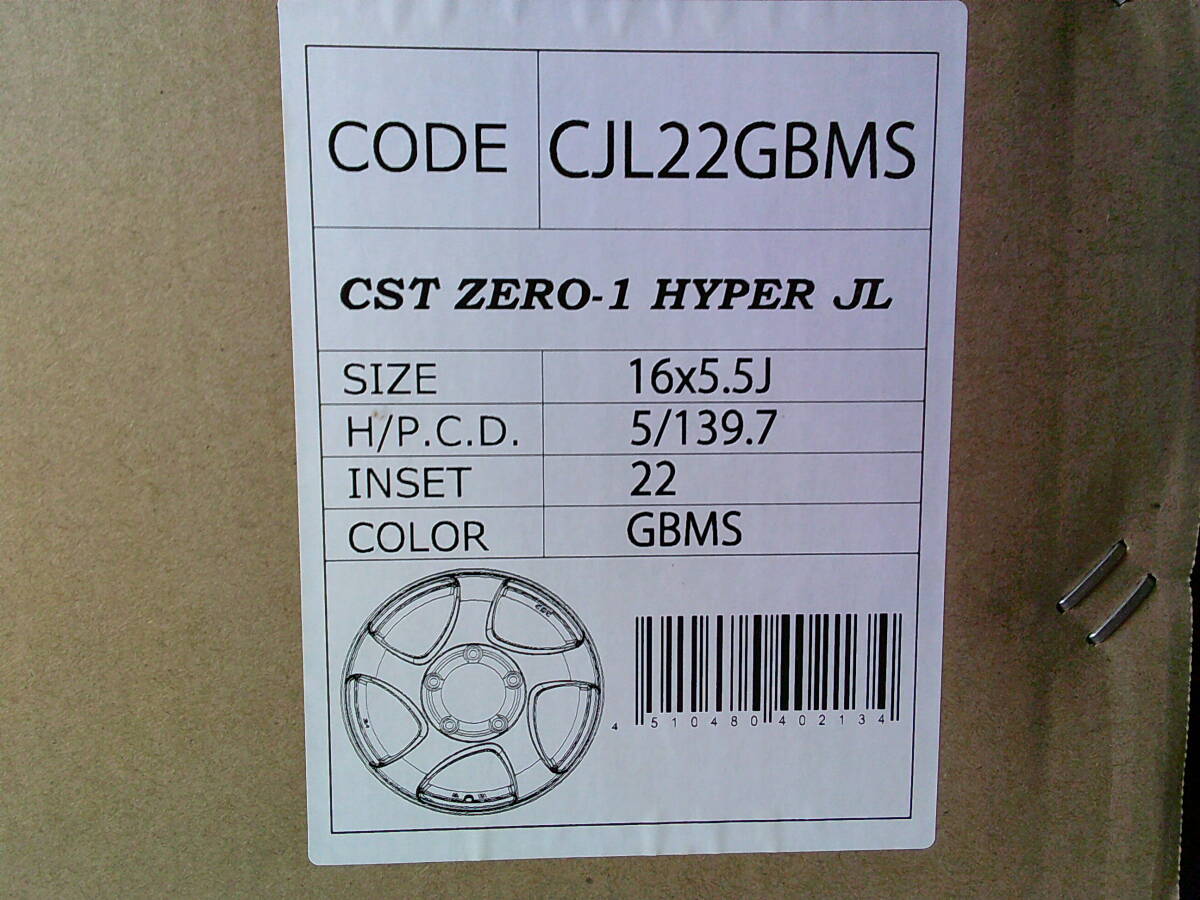 CODE CJL22GBMS
CST ZERO-1 HYPER JL
SIZE 16x5.5J
H/P.C.D. 5/139.7
INSET 22
COLOR GBMS
4 510480 402134